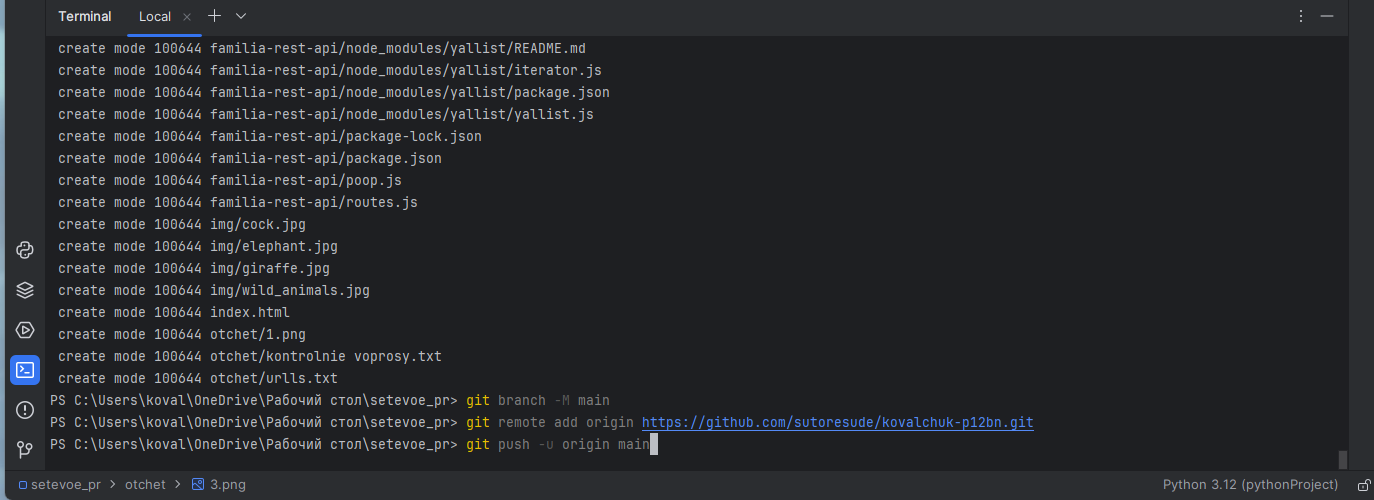 Terminal Local
create mode 100644 familia-rest-api/node_modules/yallist/README.md
create mode 100644 familia-rest-api/node_modules/yallist/iterator.js
create mode 100644 familia-rest-api/node_modules/yallist/package.json
create mode 100644 familia-rest-api/node_modules/yallist/yallist.js
create mode 100644 familia-rest-api/package-lock.json
create mode 100644 familia-rest-api/package.json
create mode 100644 familia-rest-api/poop.js
create mode 100644 familia-rest-api/routes.js
create mode 100644 img/cock.jpg
create mode 100644 img/elephant.jpg
create mode 100644 img/giraffe.jpg
create mode 100644 img/wild_animals.jpg
create mode 100644 index.html
create mode 100644 otchet/1.png
create mode 100644 otchet/kontrolnie voprosy.txt
create mode 100644 otchet/urlls.txt
PS C:\Users\koval\OneDrive\Рабочий стол\setevoe_pr> git branch -M main
PS C:\Users\koval\OneDrive\Рабочий стол\setevoe_pr> git remote add origin https://github.com/sutoresude/kovalchuk-p12bn.git
PS C:\Users\koval\OneDrive\Рабочий стол\setevoe_pr> git push -u origin main
setevoe_pr > otchet > 3.png Python 3.12 (pythonProject)